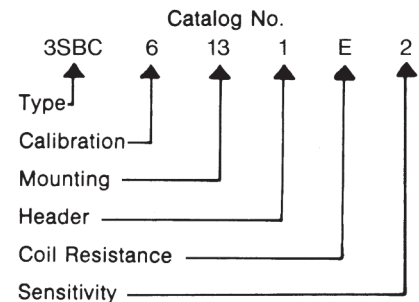 Catalog No.
3SBC 6 13 1 E 2
Type
Calibration
Mounting
Header
Coil Resistance
Sensitivity